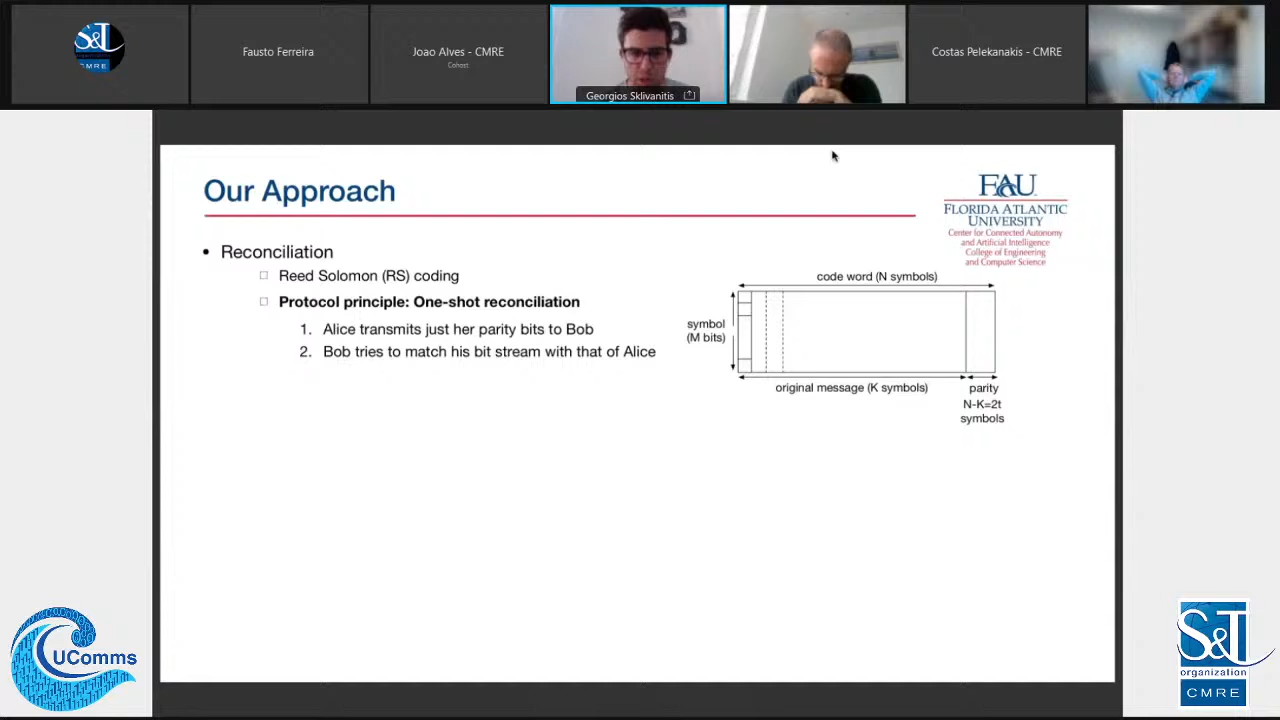 S&T
organization
CMRE
Fausto Ferreira
Joao Alves - CMRE
Cohost
Georgios Sklivanitis
Costas Pelekanakis - CMRE
Our Approach
FAU
FLORIDA ATLANTIC
UNIVERSITY
Center for Connected Autonomy
and Artificial Intelligence
College of Engineering
and Computer Science
• Reconciliation
Reed Solomon (RS) coding
Protocol principle: One-shot reconciliation
1. Alice transmits just her parity bits to Bob
2. Bob tries to match his bit stream with that of Alice
code word (N symbols)
symbol
(M bits)
original message (K symbols)
parity
N-K=2t
symbols
UComms
S&T
organization
CMRE